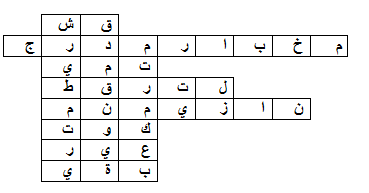 ق ش
م خ ب ا ر م د ر ج
ت م ي
ل ت ر ق ط
ن ا ز ي م ن م
ك و ت
ع ي ر
ب ة ي